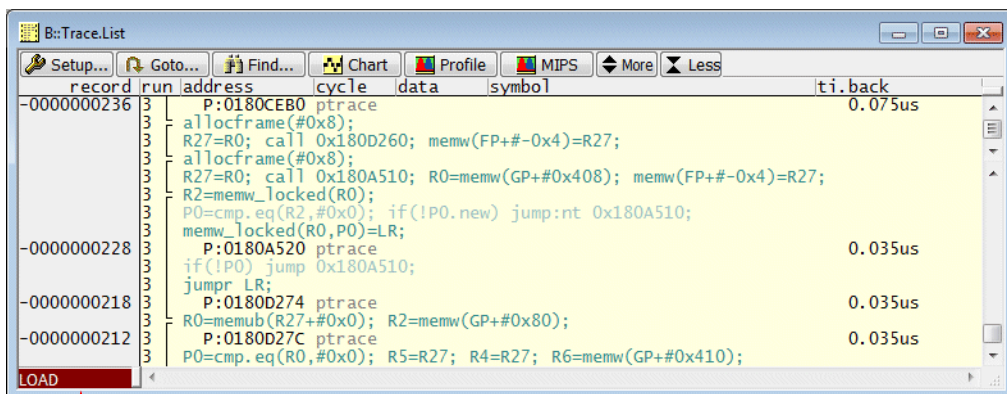 B::Trace.List
Setup... Goto... Find... Chart Profile MIPS More Less
record run address cycle data symbol ti.back
-0000000236 3 P:0180CEB0 ptrace 0.075us
3 allocframe(#0x8);
3 R27=R0; call 0x180D260; memw(FP+#-0x4)=R27;
3 allocframe(#0x8);
3 R27=R0; call 0x180A510; R0=memw(GP+#0x408); memw(FP+#-0x4)=R27;
3 R2=memw_locked(R0);
3 P0=cmp.eq(R2,#0x0); if(!P0.new) jump:nt 0x180A510;
3 memw_locked(R0,P0)=LR;
-0000000228 3 P:0180A520 ptrace 0.035us
3 if(!P0) jump 0x180A510;
3 jumpr LR;
-0000000218 3 P:0180D274 ptrace 0.035us
3 R0=memub(R27+#0x0); R2=memw(GP+#0x80);
-0000000212 3 P:0180D27C ptrace 0.035us
3 P0=cmp.eq(R0,#0x0); R5=R27; R4=R27; R6=memw(GP+#0x410);
LOAD